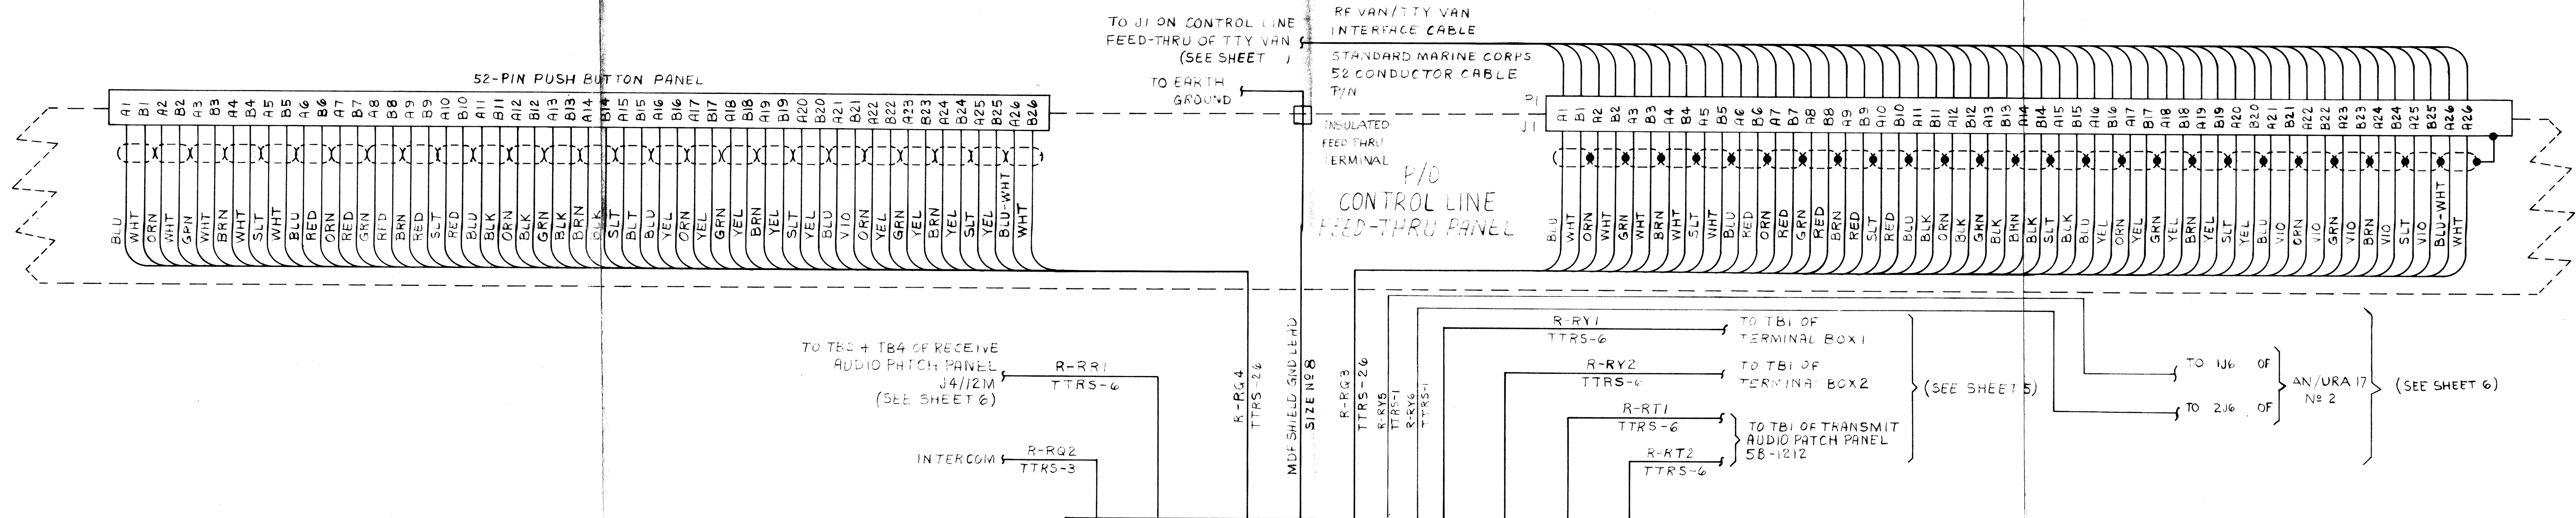 TO J1 ON CONTROL LINE
FEED-THRU OF TTY VAN
(SEE SHEET )
TO EARTH
GROUND
RF VAN/TTY VAN
INTERFACE CABLE
STANDARD MARINE CORPS
52 CONDUCTOR CABLE
P/N
52-PIN PUSH BUTTON PANEL
A1 B1 A2 B2 A3 B3 A4 B4 A5 B5 A6 B6 A7 B7 A8 B8 A9 B9 A10 B10 A11 B11 A12 B12 A13 B13 A14 B14 A15 B15 A16 B16 A17 B17 A18 B18 A19 B19 A20 B20 A21 B21 A22 B22 A23 B23 A24 B24 A25 B25 A26 B26
BLU WHT ORN WHT GRN WHT BRN WHT SLT WHT BLU RED ORN RED GRN RED BRN RED SLT RED BLU BLK ORN BLK GRN BLK BRN BLK SLT BLT BLU YEL ORN YEL GRN YEL BRN YEL SLT YEL BLU VIO ORN YEL GRN YEL BRN YEL SLT YEL BLU-WHT WHT
P1
J1
A1 B1 A2 B2 A3 B3 A4 B4 A5 B5 A6 B6 A7 B7 A8 B8 A9 B9 A10 B10 A11 B11 A12 B12 A13 B13 A14 B14 A15 B15 A16 B16 A17 B17 A18 B18 A19 B19 A20 B20 A21 B21 A22 B22 A23 B23 A24 B24 A25 B25 A26 A26
INSULATED
FEED THRU
TERMINAL
P/O
CONTROL LINE
FEED-THRU PANEL
BLU WHT ORN WHT GRN WHT BRN WHT SLT WHT BLU RED ORN RED GRN RED BRN RED SLT RED BLU BLK ORN BLK GRN BLK BRN BLK SLT BLK BLU YEL ORN YEL GRN YEL BRN YEL SLT YEL BLU VIO ORN VIO GRN VIO BRN VIO SLT VIO BLU-WHT WHT
TO TB2 + TB4 OF RECEIVE
AUDIO PATCH PANEL
J4/12M
(SEE SHEET 6)
R-RR1
TTRS-6
INTERCOM
R-RQ2
TTRS-3
R-RQ4
TTRS-26
MDF SHIELD GND LEAD
SIZE Nº 8
R-RQ3
TTRS-26
R-RY5
TTRS-1
R-RY6
TTRS-1
R-RY1
TTRS-6
TO TB1 OF
TERMINAL BOX 1
R-RY2
TTRS-6
TO TB1 OF
TERMINAL BOX 2
R-RT1
TTRS-6
R-RT2
TTRS-6
TO TB1 OF TRANSMIT
AUDIO PATCH PANEL
SB-1212
(SEE SHEET 5)
TO 1J6 OF
TO 2J6 OF
AN/URA 17
Nº 2
(SEE SHEET 6)